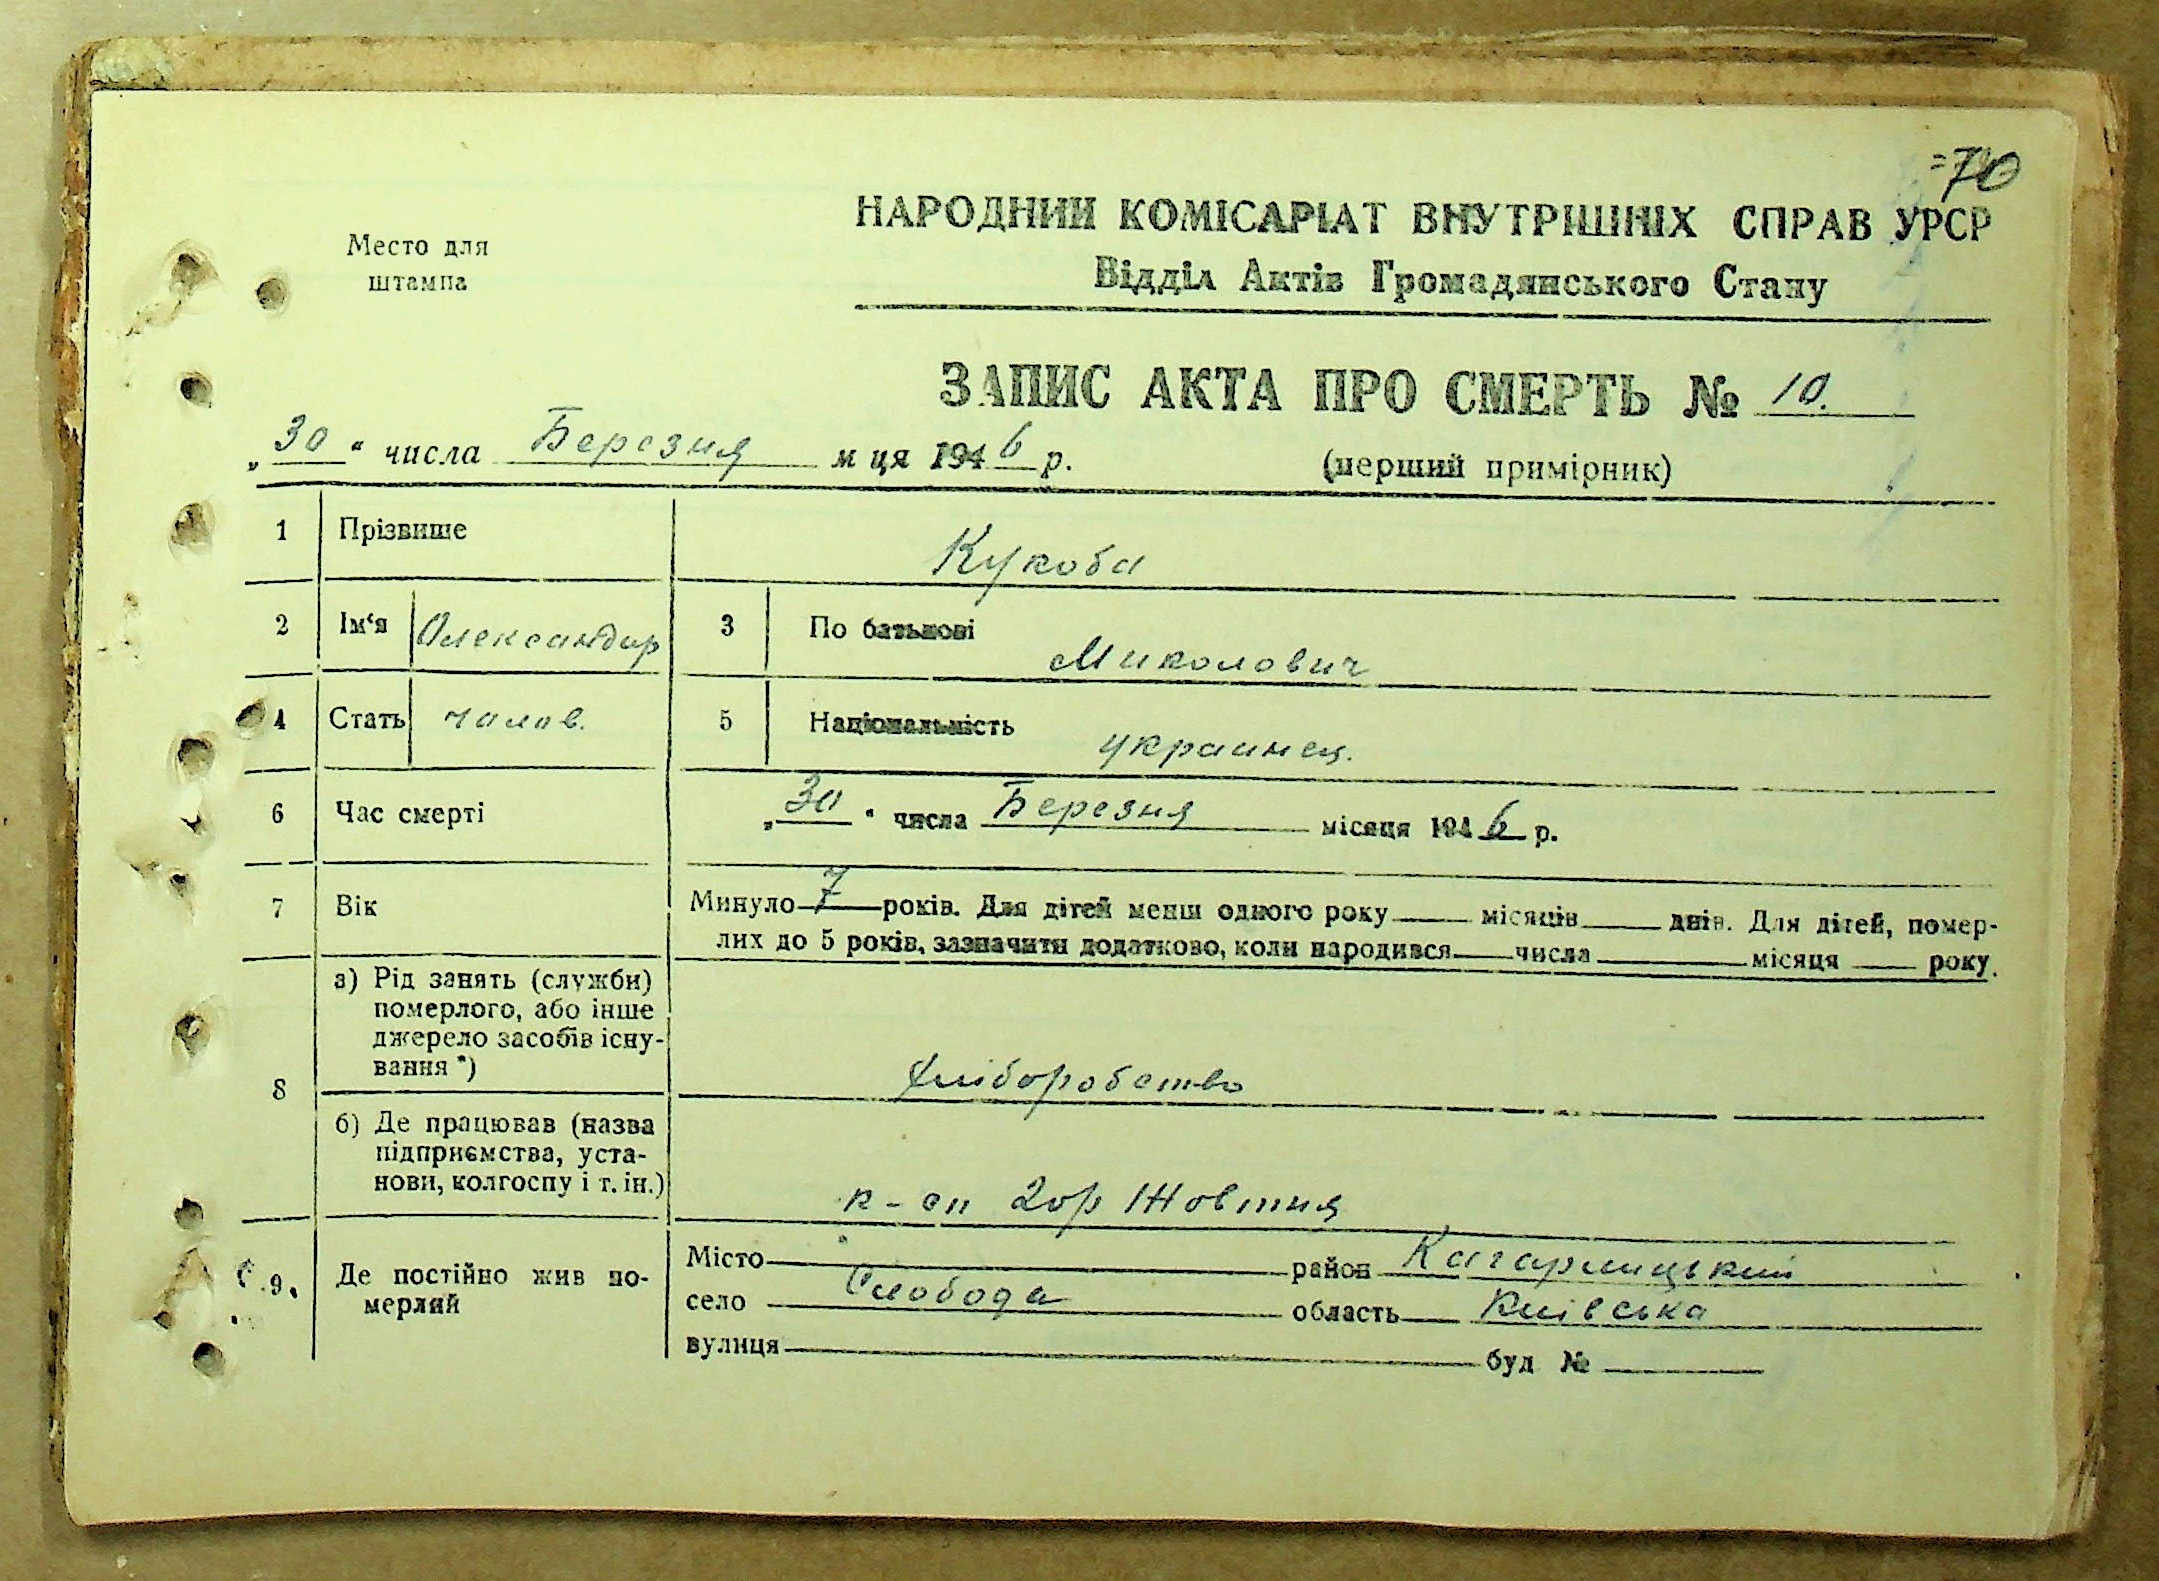 =70
Место для
штампа
НАРОДНИЙ КОМІСАРІАТ ВНУТРІШНІХ СПРАВ УРСР
Відділ Актів Громадянського Стану
ЗАПИС АКТА ПРО СМЕРТЬ № 10.
„30“ числа Березня м ця 1946 р. (перший примірник)
1 Прізвище Кукоба
2 Ім‘я Олександир 3 По батькові Миколович
4 Стать чолов. 5 Національність украинец.
6 Час смерті „30“ числа Березня місяця 1946 р.
7 Вік Минуло 7 років. Для дітей менш одного року місяців днів. Для дітей, помер-
лих до 5 років, зазначити додатково, коли народився числа місяця року.
8 а) Рід занять (служби)
померлого, або інше
джерело засобів існу-
вання *) хліборобство
б) Де працював (назва
підприємства, уста-
нови, колгоспу і т. ін.) к-сп 2ор Жовтня
9. Де постійно жив по-
мерлий
Місто район Кагарлицький
село Слобода область Київська
вулиця буд №